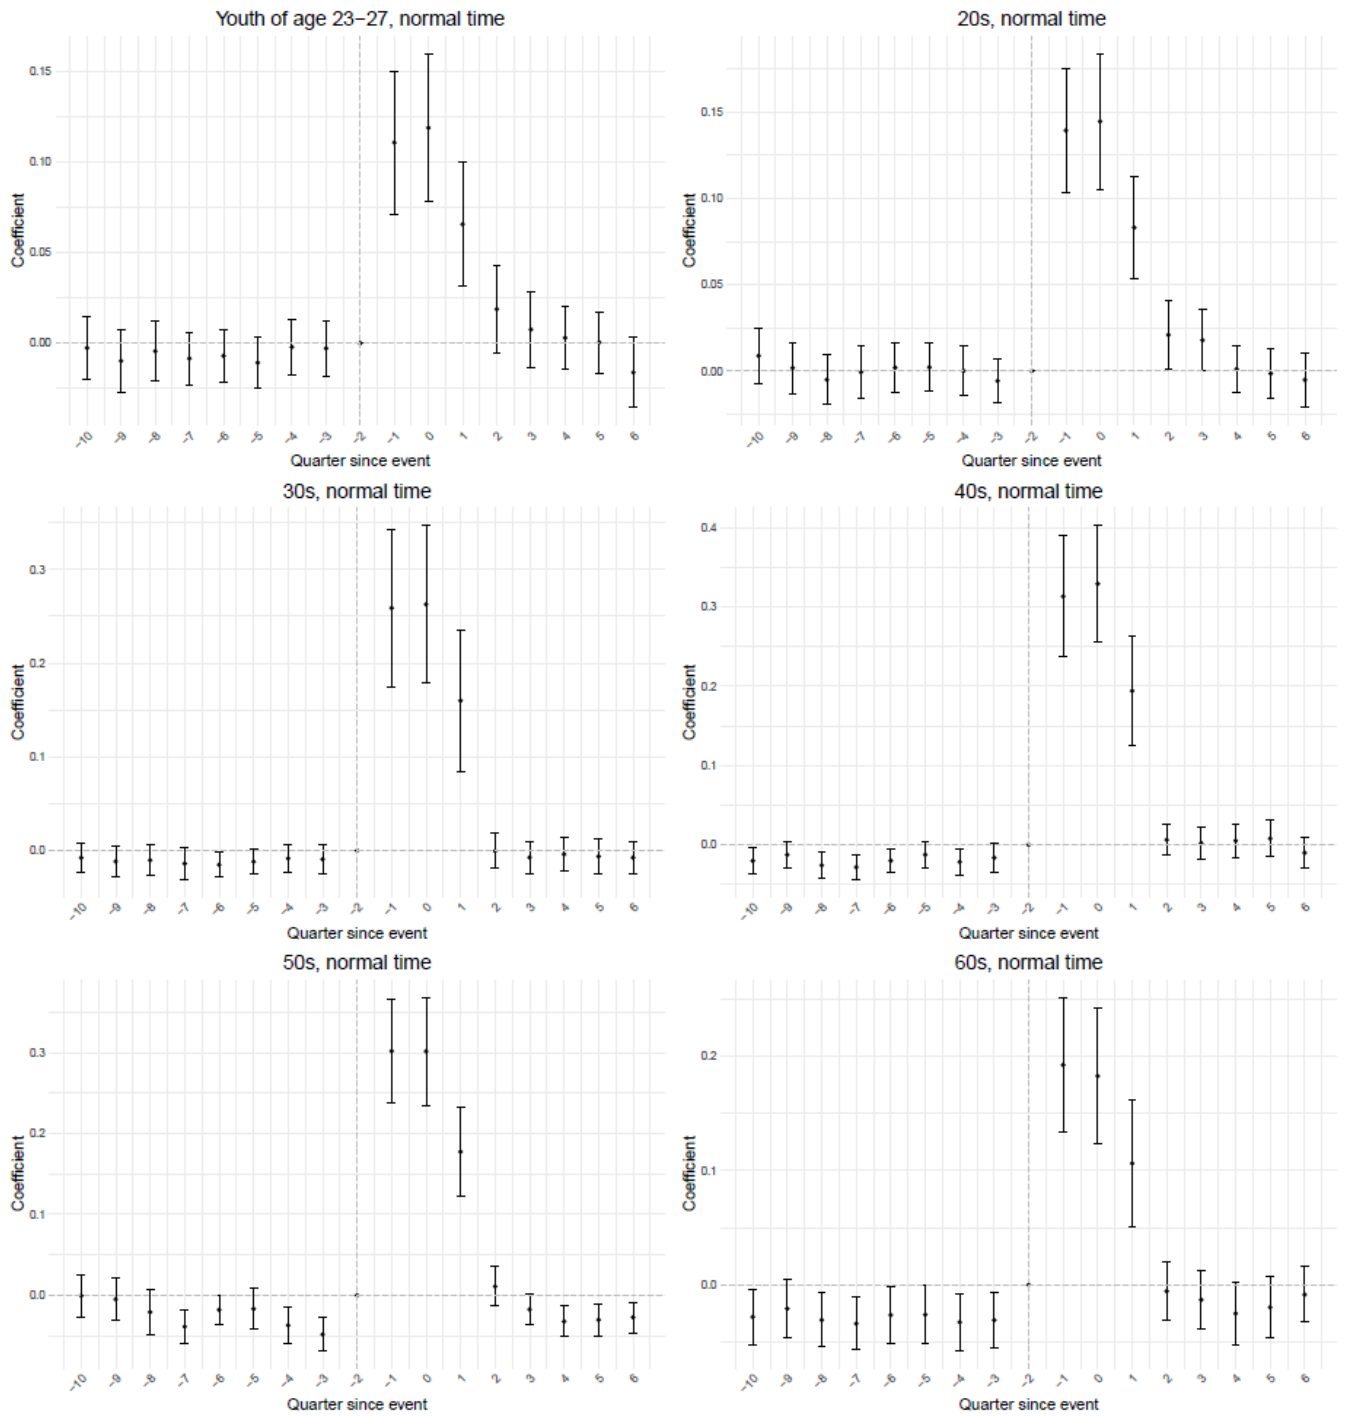 Youth of age 23−27, normal time
Coefficient
0.15
0.10
0.05
0.00
−10 −9 −8 −7 −6 −5 −4 −3 −2 −1 0 1 2 3 4 5 6
Quarter since event
20s, normal time
Coefficient
0.15
0.10
0.05
0.00
−10 −9 −8 −7 −6 −5 −4 −3 −2 −1 0 1 2 3 4 5 6
Quarter since event
30s, normal time
Coefficient
0.3
0.2
0.1
0.0
−10 −9 −8 −7 −6 −5 −4 −3 −2 −1 0 1 2 3 4 5 6
Quarter since event
40s, normal time
Coefficient
0.4
0.3
0.2
0.1
0.0
−10 −9 −8 −7 −6 −5 −4 −3 −2 −1 0 1 2 3 4 5 6
Quarter since event
50s, normal time
Coefficient
0.3
0.2
0.1
0.0
−10 −9 −8 −7 −6 −5 −4 −3 −2 −1 0 1 2 3 4 5 6
Quarter since event
60s, normal time
Coefficient
0.2
0.1
0.0
−10 −9 −8 −7 −6 −5 −4 −3 −2 −1 0 1 2 3 4 5 6
Quarter since event